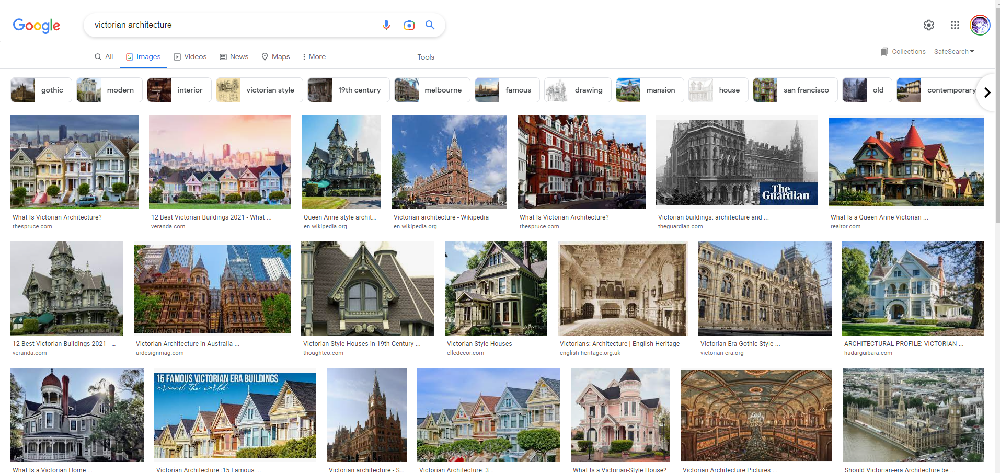 Google
victorian architecture
All
Images
Videos
News
Maps
More
Tools
Collections
SafeSearch
gothic
modern
interior
victorian style
19th century
melbourne
famous
drawing
mansion
house
san francisco
old
contemporary
The
Guardian
What Is Victorian Architecture?
thespruce.com
12 Best Victorian Buildings 2021 - What ...
veranda.com
Queen Anne style archit...
en.wikipedia.org
Victorian architecture - Wikipedia
en.wikipedia.org
What Is Victorian Architecture?
thespruce.com
Victorian buildings: architecture and ...
theguardian.com
What Is a Queen Anne Victorian ...
realtor.com
12 Best Victorian Buildings 2021 - ...
veranda.com
Victorian Architecture in Australia ...
urdesignmag.com
Victorian Style Houses in 19th Century ...
thoughtco.com
Victorian Style Houses
elledecor.com
Victorians: Architecture | English Heritage
english-heritage.org.uk
Victorian Era Gothic Style ...
victorian-era.org
ARCHITECTURAL PROFILE: VICTORIAN ...
hadarguibara.com
15 FAMOUS VICTORIAN ERA BUILDINGS
around the world
What Is a Victorian Home ...
Victorian Architecture :15 Famous ...
Victorian architecture - S...
Victorian Architecture: 3 ...
What Is a Victorian-Style House?
Victorian Architecture Pictures ...
Should Victorian-era Architecture be ...